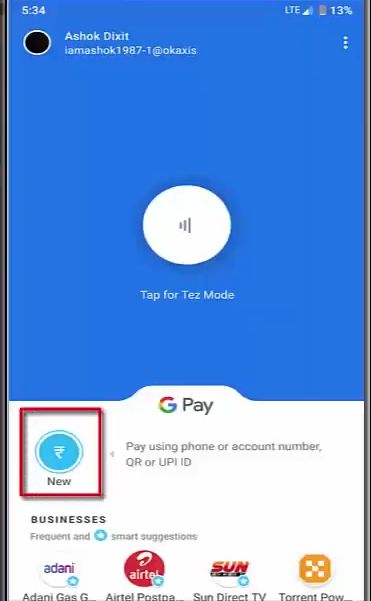 5:34
LTE
13%
Ashok Dixit
iamashok1987-1@okaxis
Tap for Tez Mode
G Pay
₹
New
Pay using phone or account number,
QR or UPI ID
BUSINESSES
Frequent and smart suggestions
adani
airtel
SUN
Adani Gas G...
Airtel Postpa...
Sun Direct TV
Torrent Pow...